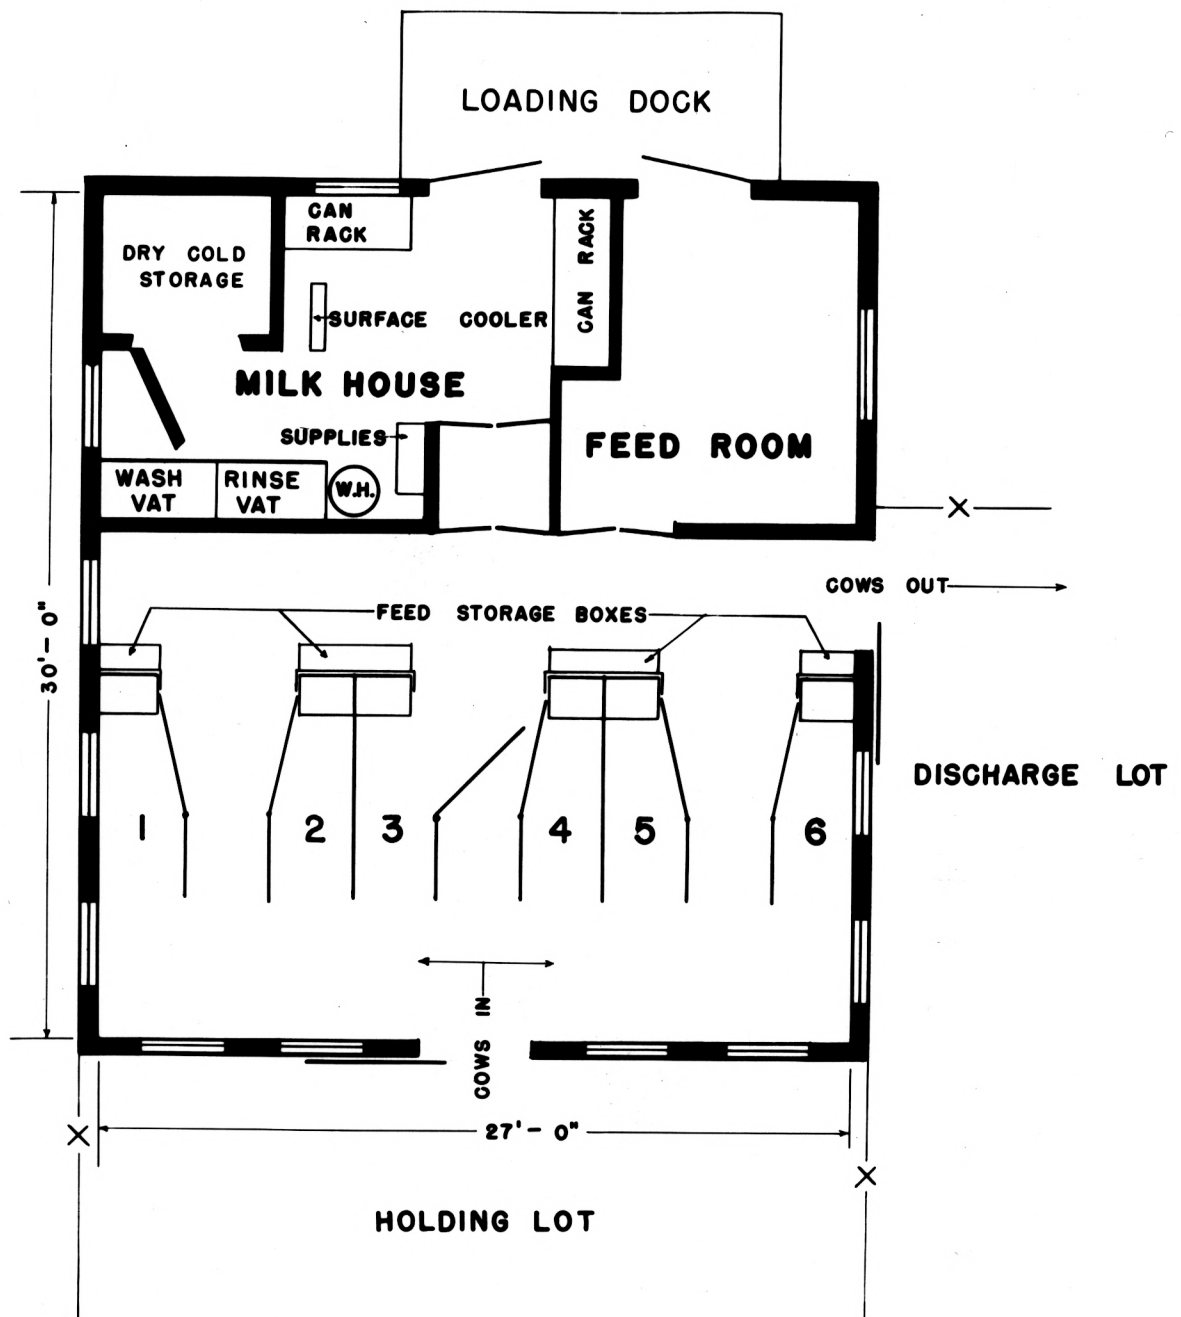 LOADING DOCK
CAN
RACK
CAN RACK
DRY COLD
STORAGE
SURFACE COOLER
MILK HOUSE
SUPPLIES
FEED ROOM
WASH
VAT
RINSE
VAT
W.H.
X
COWS OUT
FEED STORAGE BOXES
30'-0"
DISCHARGE LOT
1
2
3
4
5
6
COWS IN
27'-0"
X
X
HOLDING LOT